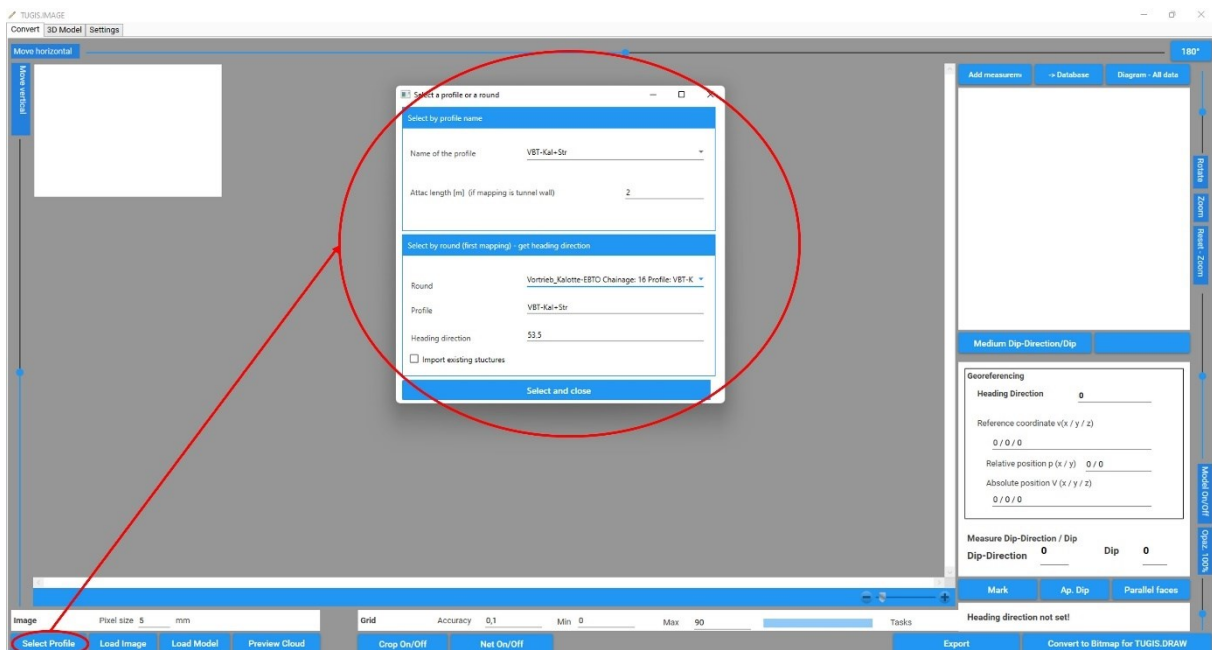 TUGIS.IMAGE
Convert 3D Model Settings
Move horizontal
180°
Move vertical
Add measurem
-> Database
Diagram - All data
Select a profile or a round
Select by profile name
Name of the profile VBT-Kal+Str
Attac length [m] (if mapping is tunnel wall) 2
Select by round (first mapping) - get heading direction
Round Vortrieb_Kalotte-EBTO Chainage: 16 Profile: VBT-K
Profile VBT-Kal+Str
Heading direction 53.5
Import existing stuctures
Select and close
Rotate
Zoom
Reset - Zoom
Medium Dip-Direction/Dip
Georeferencing
Heading Direction 0
Reference coordinate v(x / y / z)
0 / 0 / 0
Relative position p (x / y) 0 / 0
Absolute position V (x / y / z)
0 / 0 / 0
Model On/Off
Opaz. 100%
Measure Dip-Direction / Dip
Dip-Direction 0 Dip 0
Mark Ap. Dip Parallel faces
Image Pixel size 5 mm
Grid Accuracy 0,1 Min 0 Max 90 Tasks
Heading direction not set!
Select Profile Load Image Load Model Preview Cloud
Crop On/Off Net On/Off
Export Convert to Bitmap for TUGIS.DRAW